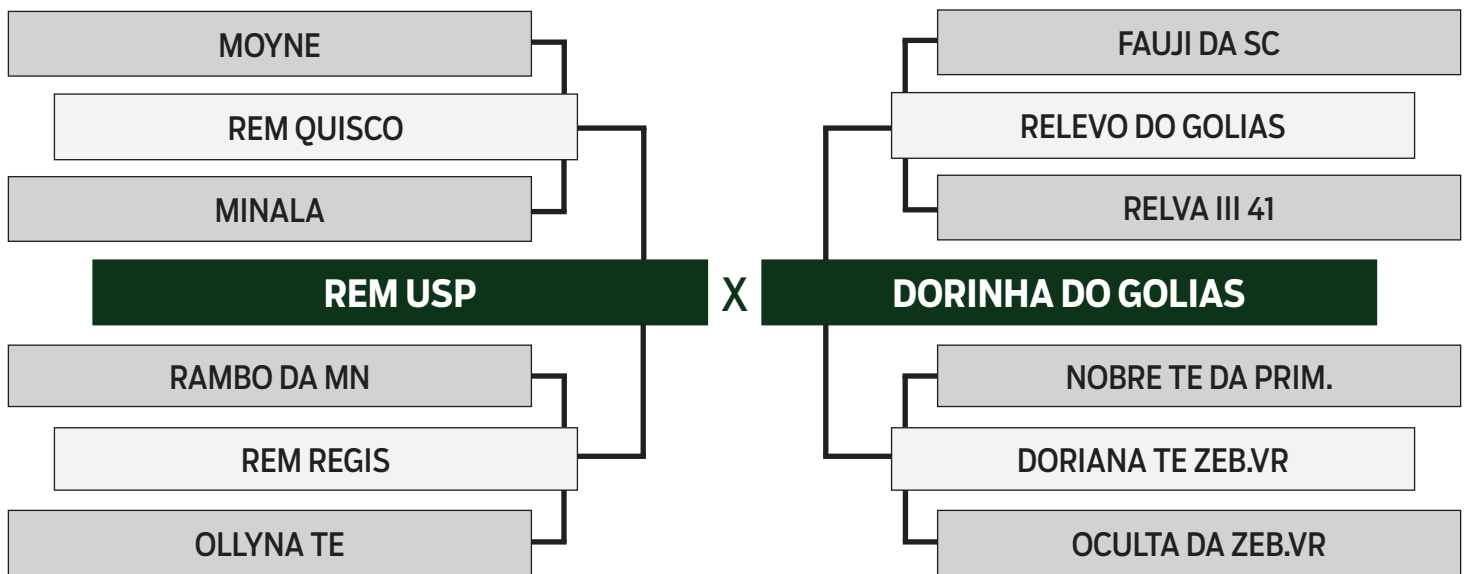 MOYNE
FAUJI DA SC
REM QUISCO
RELEVO DO GOLIAS
MINALA
RELVA III 41
REM USP X DORINHA DO GOLIAS
RAMBO DA MN
NOBRE TE DA PRIM.
REM REGIS
DORIANA TE ZEB.VR
OLLYNA TE
OCULTA DA ZEB.VR